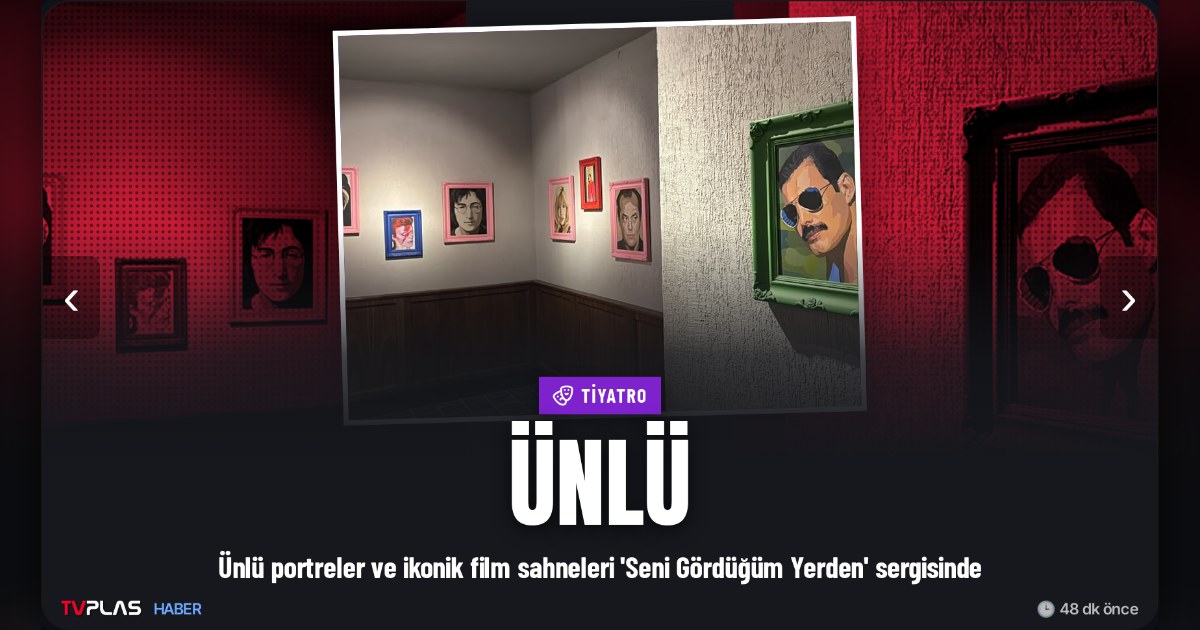 TİYATRO
ÜNLÜ
Ünlü portreler ve ikonik film sahneleri 'Seni Gördüğüm Yerden' sergisinde
TVPLAS HABER
48 dk önce